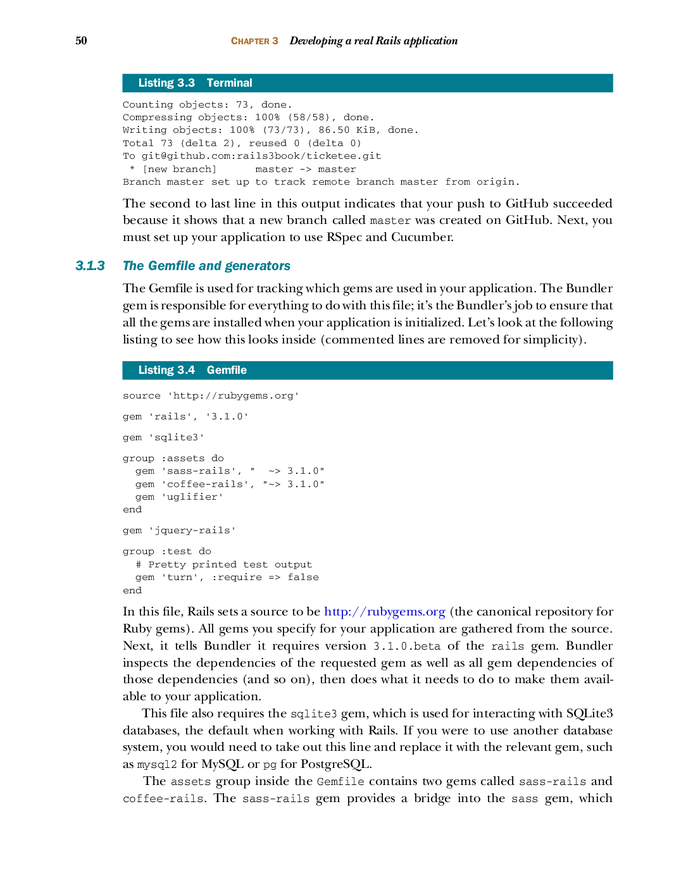 50
CHAPTER 3 Developing a real Rails application
Listing 3.3 Terminal
Counting objects: 73, done.
Compressing objects: 100% (58/58), done.
Writing objects: 100% (73/73), 86.50 KiB, done.
Total 73 (delta 2), reused 0 (delta 0)
To git@github.com:rails3book/ticketee.git
 * [new branch]      master -> master
Branch master set up to track remote branch master from origin.
The second to last line in this output indicates that your push to GitHub succeeded
because it shows that a new branch called master was created on GitHub. Next, you
must set up your application to use RSpec and Cucumber.
3.1.3 The Gemfile and generators
The Gemfile is used for tracking which gems are used in your application. The Bundler
gem is responsible for everything to do with this file; it's the Bundler's job to ensure that
all the gems are installed when your application is initialized. Let's look at the following
listing to see how this looks inside (commented lines are removed for simplicity).
Listing 3.4 Gemfile
source 'http://rubygems.org'
gem 'rails', '3.1.0'
gem 'sqlite3'
group :assets do
  gem 'sass-rails', "  ~> 3.1.0"
  gem 'coffee-rails', "~> 3.1.0"
  gem 'uglifier'
end
gem 'jquery-rails'
group :test do
  # Pretty printed test output
  gem 'turn', :require => false
end
In this file, Rails sets a source to be http://rubygems.org (the canonical repository for
Ruby gems). All gems you specify for your application are gathered from the source.
Next, it tells Bundler it requires version 3.1.0.beta of the rails gem. Bundler
inspects the dependencies of the requested gem as well as all gem dependencies of
those dependencies (and so on), then does what it needs to do to make them avail-
able to your application.
This file also requires the sqlite3 gem, which is used for interacting with SQLite3
databases, the default when working with Rails. If you were to use another database
system, you would need to take out this line and replace it with the relevant gem, such
as mysql2 for MySQL or pg for PostgreSQL.
The assets group inside the Gemfile contains two gems called sass-rails and
coffee-rails. The sass-rails gem provides a bridge into the sass gem, which